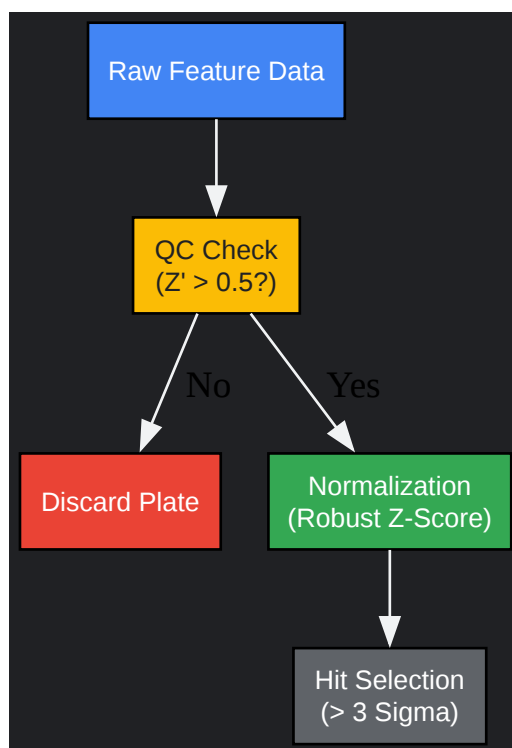 Raw Feature Data
QC Check
(Z' > 0.5?)
No
Yes
Discard Plate
Normalization
(Robust Z-Score)
Hit Selection
(> 3 Sigma)